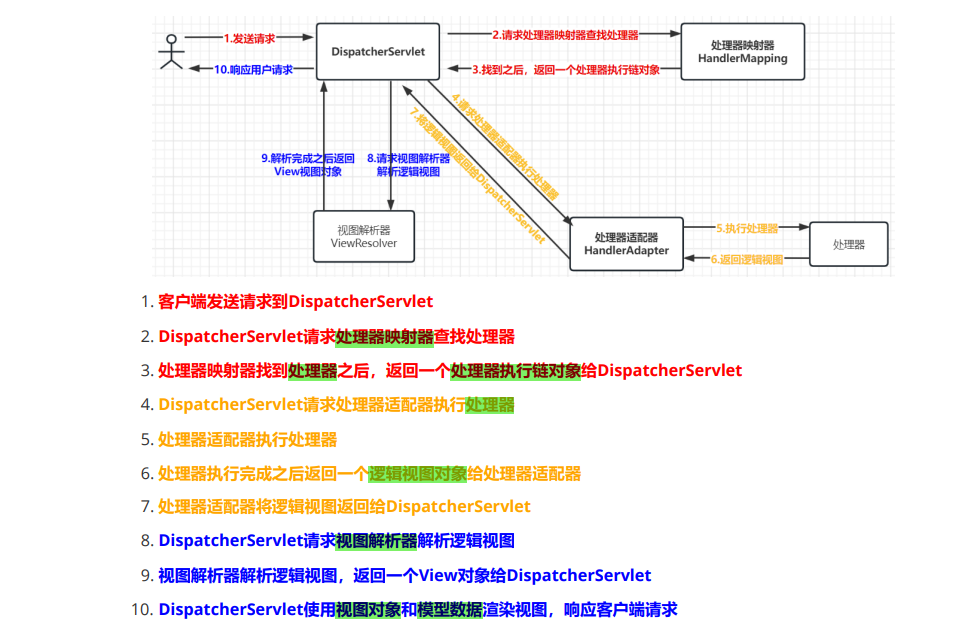 1.发送请求
DispatcherServlet
2.请求处理器映射器查找处理器
处理器映射器
HandlerMapping
10.响应用户请求
3.找到之后，返回一个处理器执行链对象
4.请求处理器适配器执行处理器
7.将逻辑视图返回给DispatcherServlet
9.解析完成之后返回
View视图对象
8.请求视图解析器
解析逻辑视图
视图解析器
ViewResolver
处理器适配器
HandlerAdapter
5.执行处理器
6.返回逻辑视图
处理器
1. 客户端发送请求到DispatcherServlet
2. DispatcherServlet请求处理器映射器查找处理器
3. 处理器映射器找到处理器之后，返回一个处理器执行链对象给DispatcherServlet
4. DispatcherServlet请求处理器适配器执行处理器
5. 处理器适配器执行处理器
6. 处理器执行完成之后返回一个逻辑视图对象给处理器适配器
7. 处理器适配器将逻辑视图返回给DispatcherServlet
8. DispatcherServlet请求视图解析器解析逻辑视图
9. 视图解析器解析逻辑视图，返回一个View对象给DispatcherServlet
10. DispatcherServlet使用视图对象和模型数据渲染视图，响应客户端请求